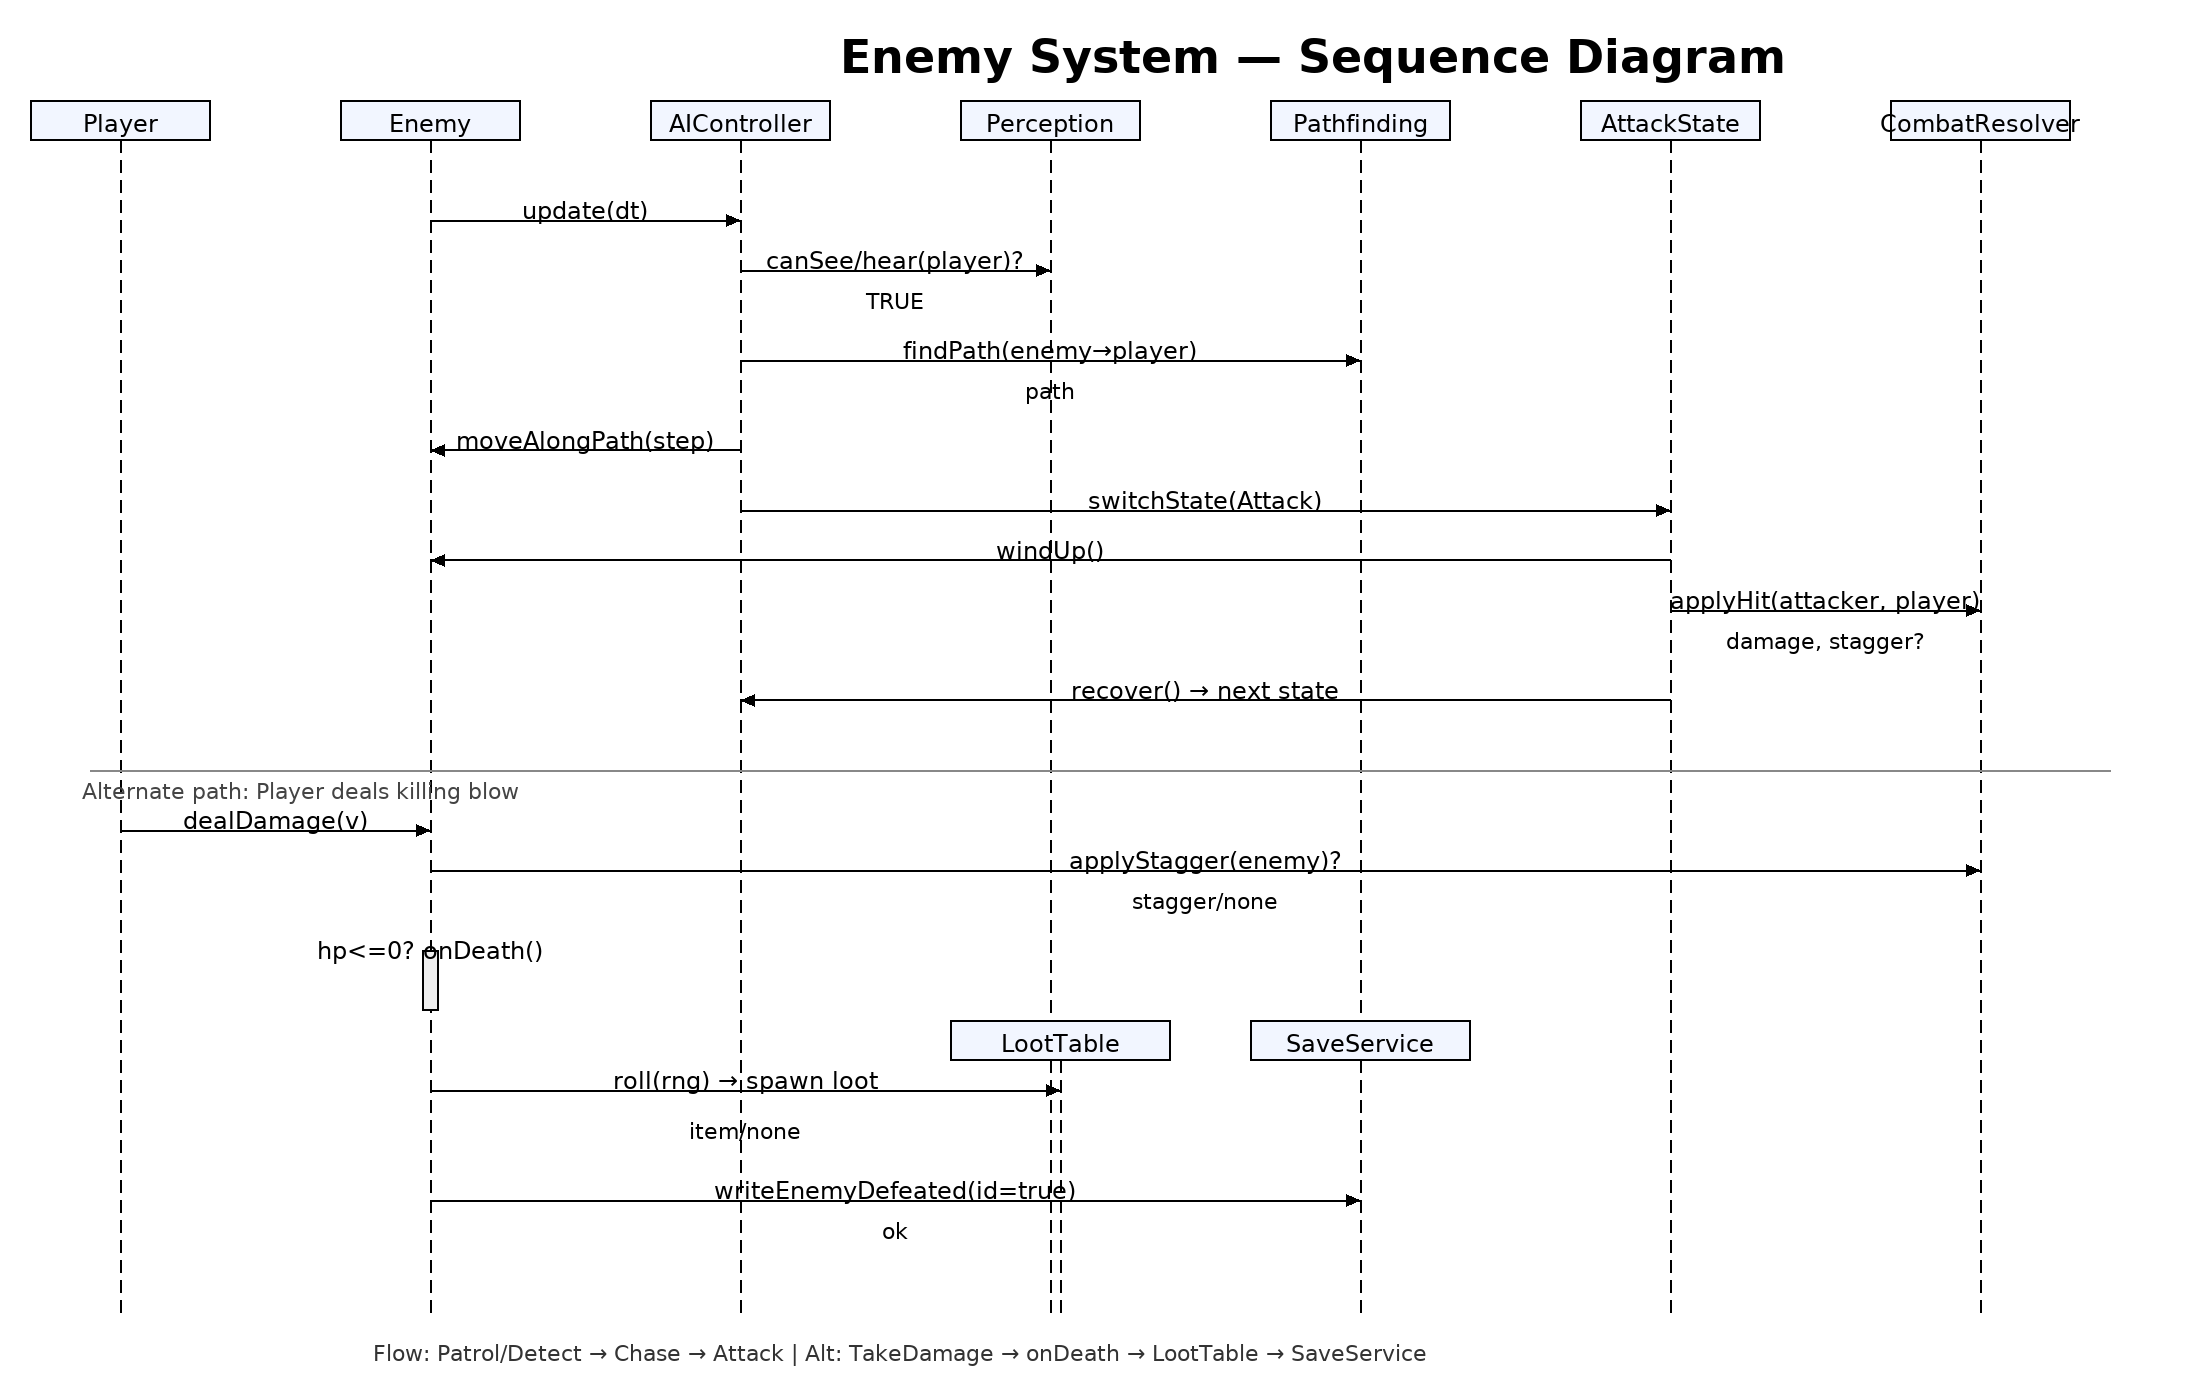 Enemy System — Sequence Diagram
Player
Enemy
AIController
Perception
Pathfinding
AttackState
CombatResolver
update(dt)
canSee/hear(player)?
TRUE
findPath(enemy→player)
path
moveAlongPath(step)
switchState(Attack)
windUp()
applyHit(attacker, player)
damage, stagger?
recover() → next state
Alternate path: Player deals killing blow
dealDamage(v)
applyStagger(enemy)?
stagger/none
hp<=0? onDeath()
LootTable
SaveService
roll(rng) → spawn loot
item/none
writeEnemyDefeated(id=true)
ok
Flow: Patrol/Detect → Chase → Attack | Alt: TakeDamage → onDeath → LootTable → SaveService